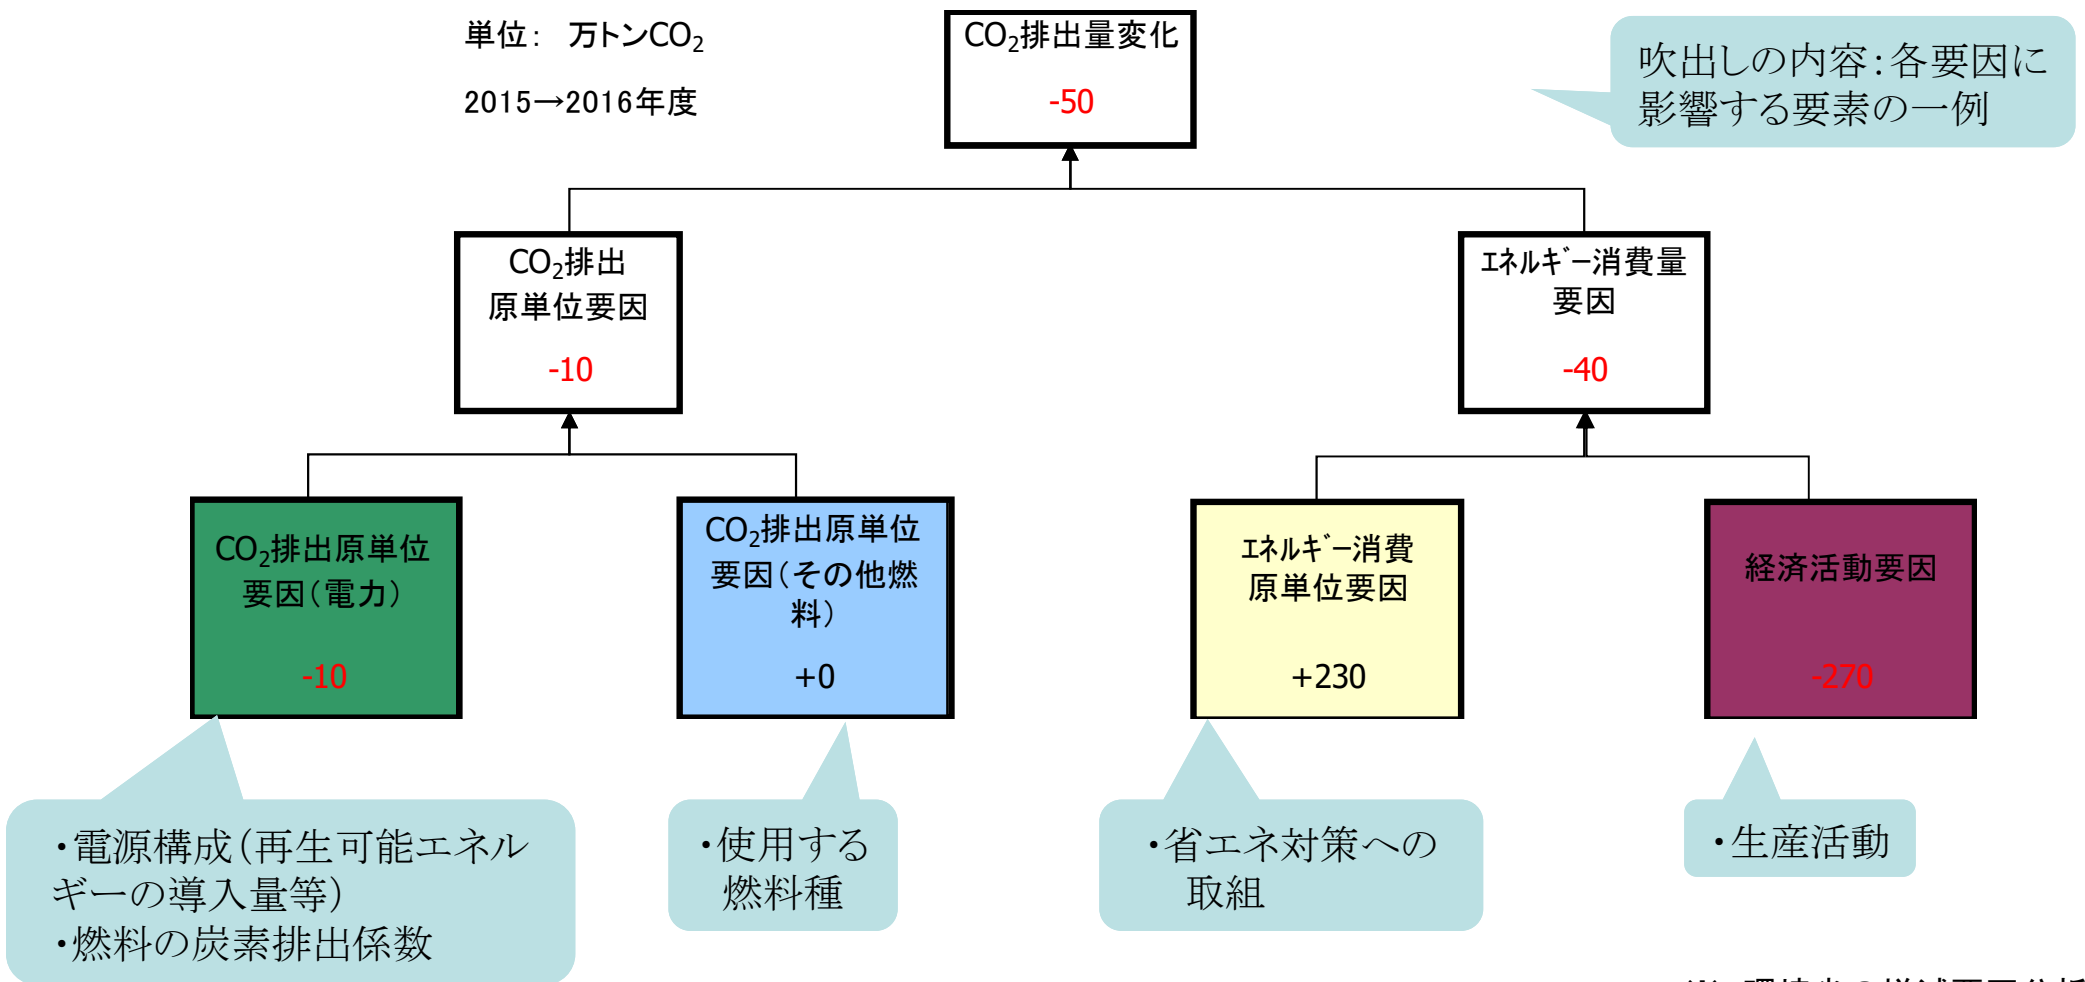 単位： 万トンCO₂
2015→2016年度
CO₂排出量変化
-50
吹出しの内容：各要因に
影響する要素の一例
CO₂排出
原単位要因
-10
ｴﾈﾙｷﾞｰ消費量
要因
-40
CO₂排出原単位
要因（電力）
-10
CO₂排出原単位
要因（その他燃
料）
+0
ｴﾈﾙｷﾞｰ消費
原単位要因
+230
経済活動要因
-270
・電源構成（再生可能エネル
ギーの導入量等）
・燃料の炭素排出係数
・使用する
燃料種
・省エネ対策への
取組
・生産活動